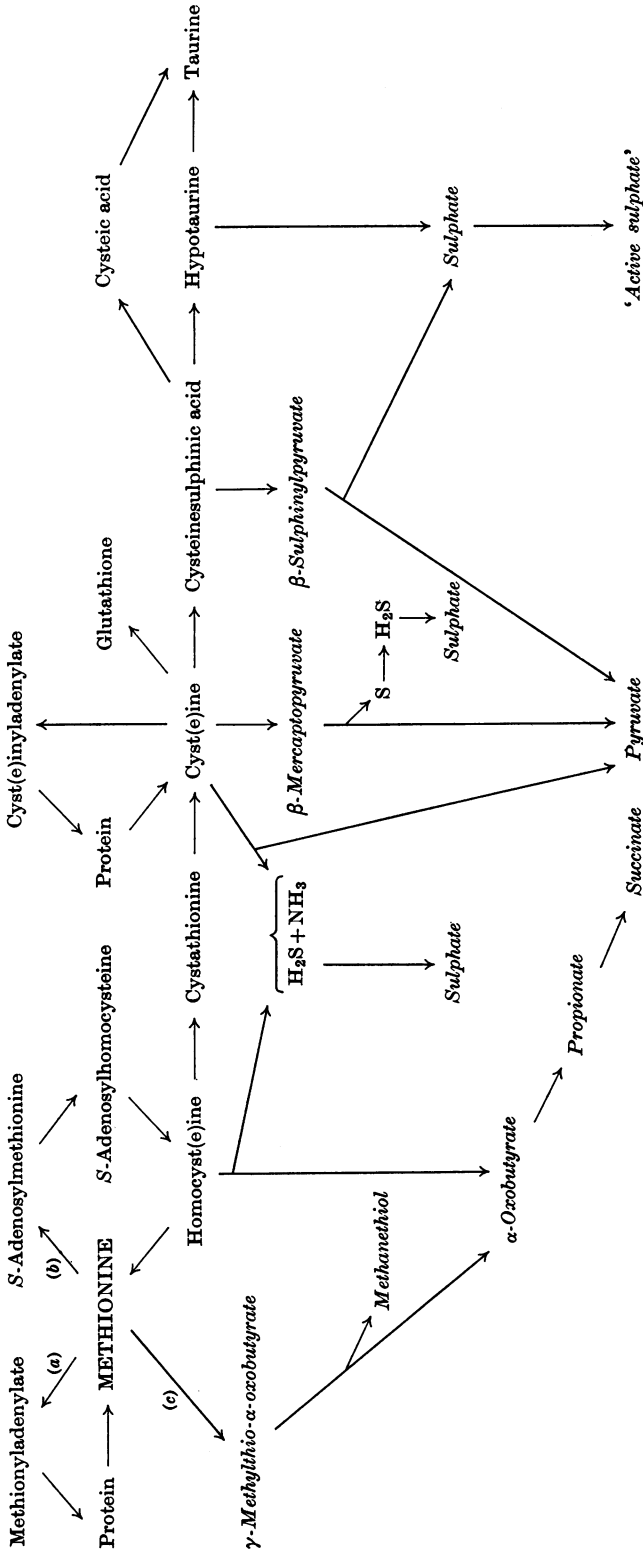 Methionyladenylate
S-Adenosylmethionine
Cyst(e)inyladenylate
(a)
(b)
Protein
METHIONINE
S-Adenosylhomocysteine
Protein
Glutathione
Cysteic acid
(c)
Homocyst(e)ine
Cystathionine
Cyst(e)ine
Cysteinesulphinic acid
Hypotaurine
Taurine
γ-Methylthio-α-oxobutyrate
H₂S + NH₃
β-Mercaptopyruvate
β-Sulphinylpyruvate
Methanethiol
S
H₂S
Sulphate
Sulphate
Sulphate
α-Oxobutyrate
Propionate
Succinate
Pyruvate
'Active sulphate'